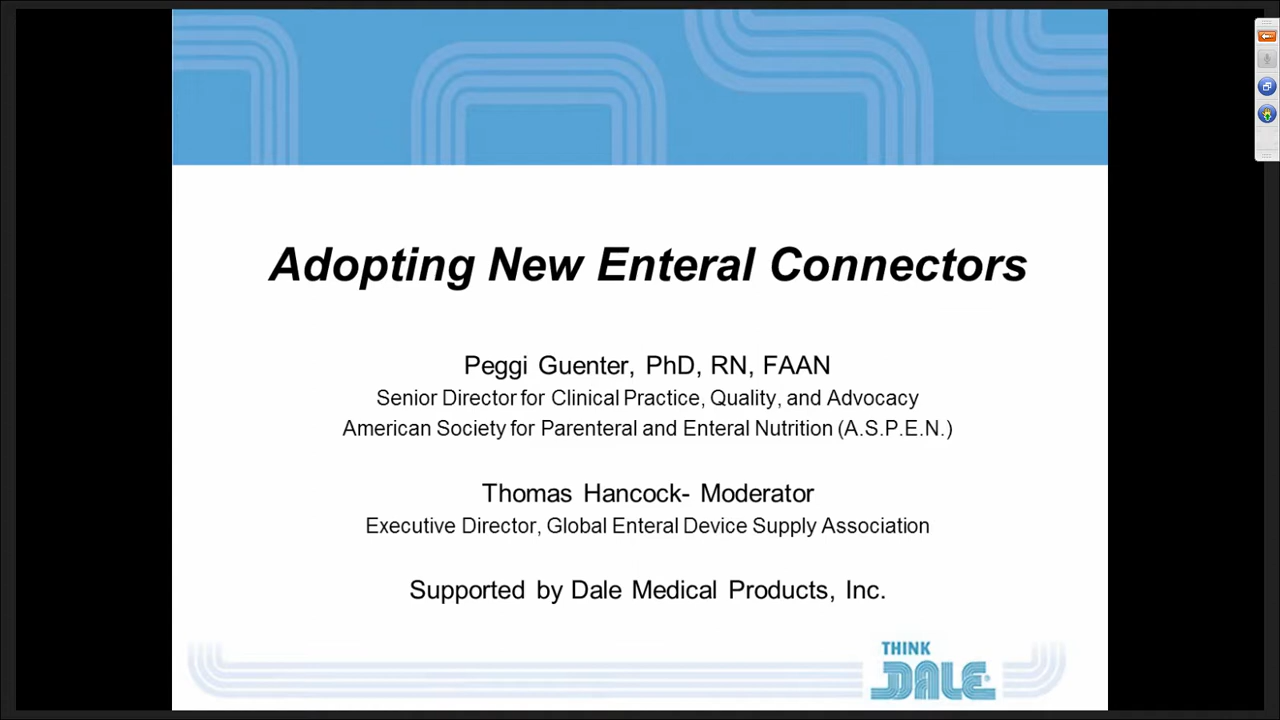 Adopting New Enteral Connectors
Peggi Guenter, PhD, RN, FAAN
Senior Director for Clinical Practice, Quality, and Advocacy
American Society for Parenteral and Enteral Nutrition (A.S.P.E.N.)
Thomas Hancock- Moderator
Executive Director, Global Enteral Device Supply Association
Supported by Dale Medical Products, Inc.
THINK
DALE®